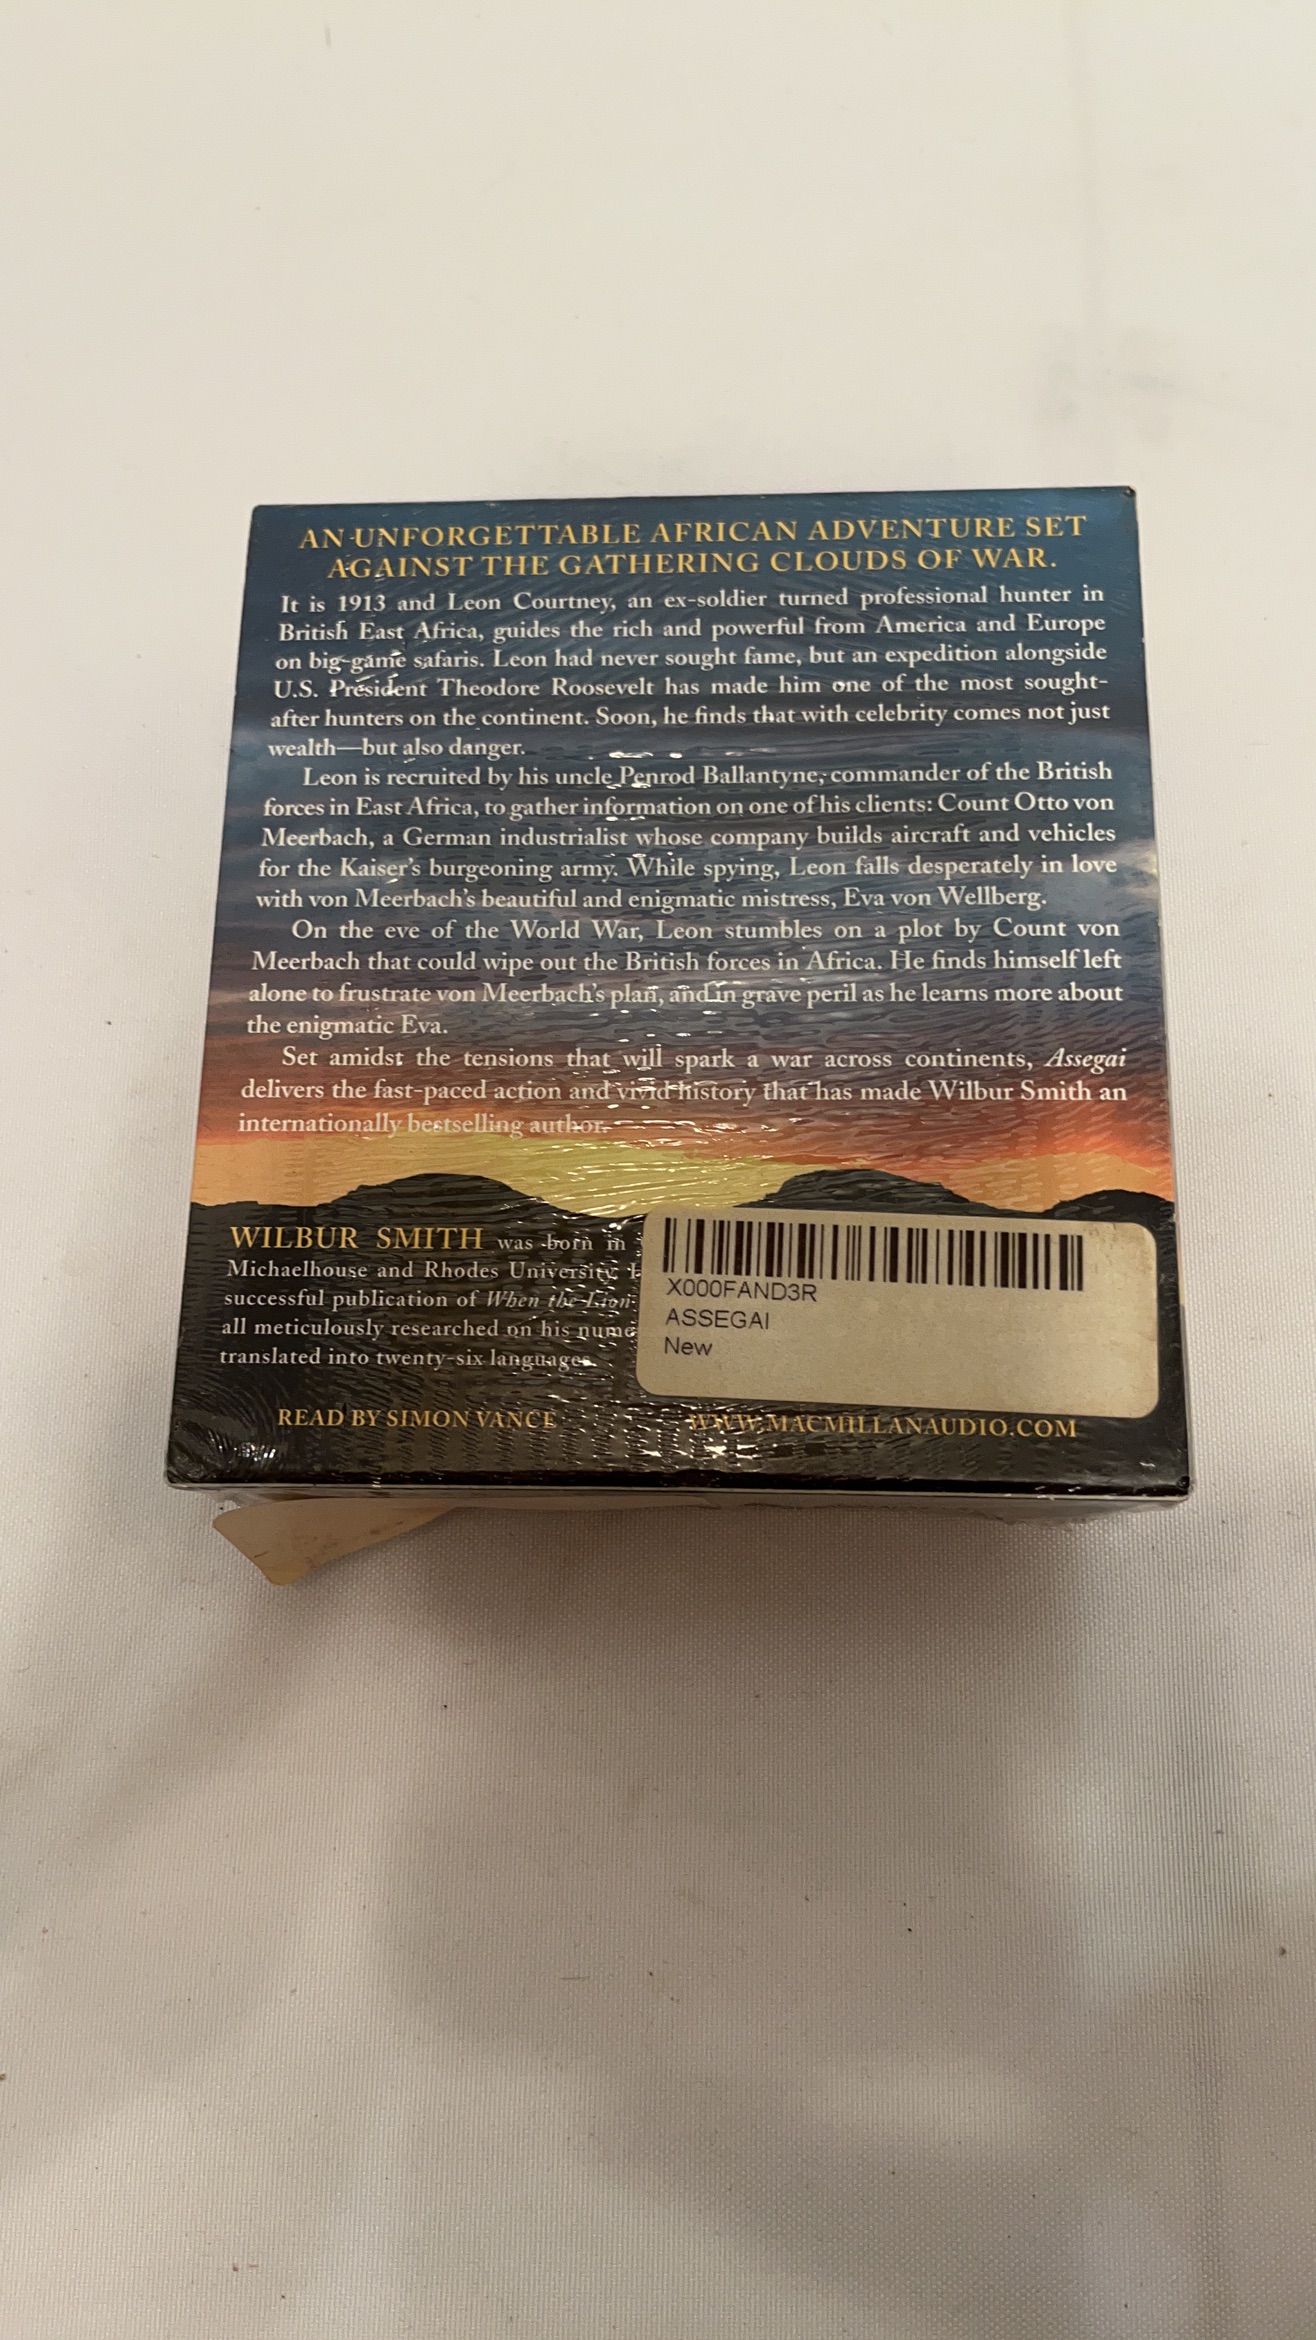 AN UNFORGETTABLE AFRICAN ADVENTURE SET
AGAINST THE GATHERING CLOUDS OF WAR.
It is 1913 and Leon Courtney, an ex-soldier turned professional hunter in
British East Africa, guides the rich and powerful from America and Europe
on big-game safaris. Leon had never sought fame, but an expedition alongside
U.S. President Theodore Roosevelt has made him one of the most sought-
after hunters on the continent. Soon, he finds that with celebrity comes not just
wealth—but also danger.
Leon is recruited by his uncle Penrod Ballantyne, commander of the British
forces in East Africa, to gather information on one of his clients: Count Otto von
Meerbach, a German industrialist whose company builds aircraft and vehicles
for the Kaiser's burgeoning army. While spying, Leon falls desperately in love
with von Meerbach's beautiful and enigmatic mistress, Eva von Wellberg.
On the eve of the World War, Leon stumbles on a plot by Count von
Meerbach that could wipe out the British forces in Africa. He finds himself left
alone to frustrate von Meerbach's plan, and in grave peril as he learns more about
the enigmatic Eva.
Set amidst the tensions that will spark a war across continents, Assegai
delivers the fast-paced action and vivid history that has made Wilbur Smith an
internationally bestselling author.
WILBUR SMITH was born in
Michaelhouse and Rhodes University.
successful publication of When the Lion
all meticulously researched on his
translated into twenty-six languages.
X000FAND3R
ASSEGAI
New
READ BY SIMON VANCE
WWW.MACMILLANAUDIO.COM